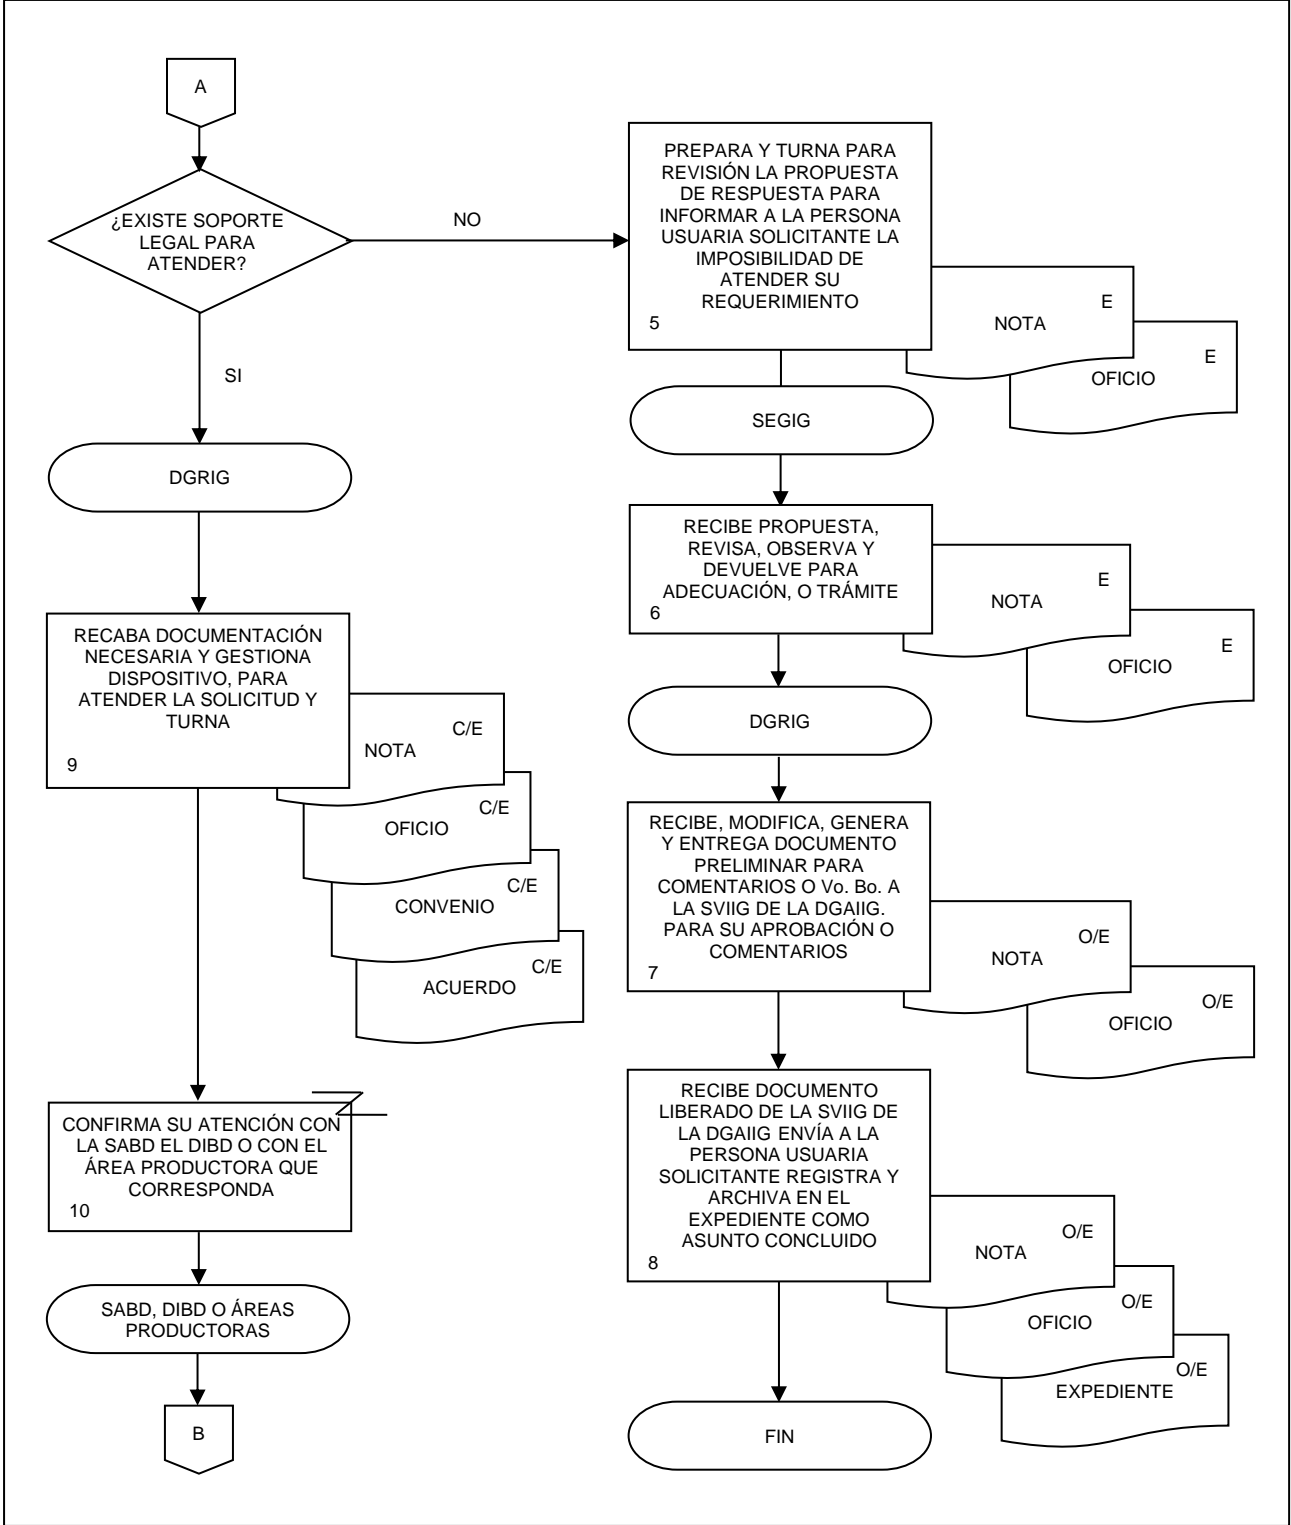 A
¿EXISTE SOPORTE
LEGAL PARA
ATENDER?
NO
SI
DGRIG
RECABA DOCUMENTACIÓN
NECESARIA Y GESTIONA
DISPOSITIVO, PARA
ATENDER LA SOLICITUD Y
TURNA
9
C/E
NOTA
C/E
OFICIO
C/E
CONVENIO
C/E
ACUERDO
CONFIRMA SU ATENCIÓN CON
LA SABD EL DIBD O CON EL
ÁREA PRODUCTORA QUE
CORRESPONDA
10
SABD, DIBD O ÁREAS
PRODUCTORAS
B
PREPARA Y TURNA PARA
REVISIÓN LA PROPUESTA
DE RESPUESTA PARA
INFORMAR A LA PERSONA
USUARIA SOLICITANTE LA
IMPOSIBILIDAD DE
ATENDER SU
REQUERIMIENTO
5
E
NOTA
E
OFICIO
SEGIG
RECIBE PROPUESTA,
REVISA, OBSERVA Y
DEVUELVE PARA
ADECUACIÓN, O TRÁMITE
6
E
NOTA
E
OFICIO
DGRIG
RECIBE, MODIFICA, GENERA
Y ENTREGA DOCUMENTO
PRELIMINAR PARA
COMENTARIOS O Vo. Bo. A
LA SVIIG DE LA DGAIIG.
PARA SU APROBACIÓN O
COMENTARIOS
7
O/E
NOTA
O/E
OFICIO
RECIBE DOCUMENTO
LIBERADO DE LA SVIIG DE
LA DGAIIG ENVÍA A LA
PERSONA USUARIA
SOLICITANTE REGISTRA Y
ARCHIVA EN EL
EXPEDIENTE COMO
ASUNTO CONCLUIDO
8
O/E
NOTA
O/E
OFICIO
O/E
EXPEDIENTE
FIN